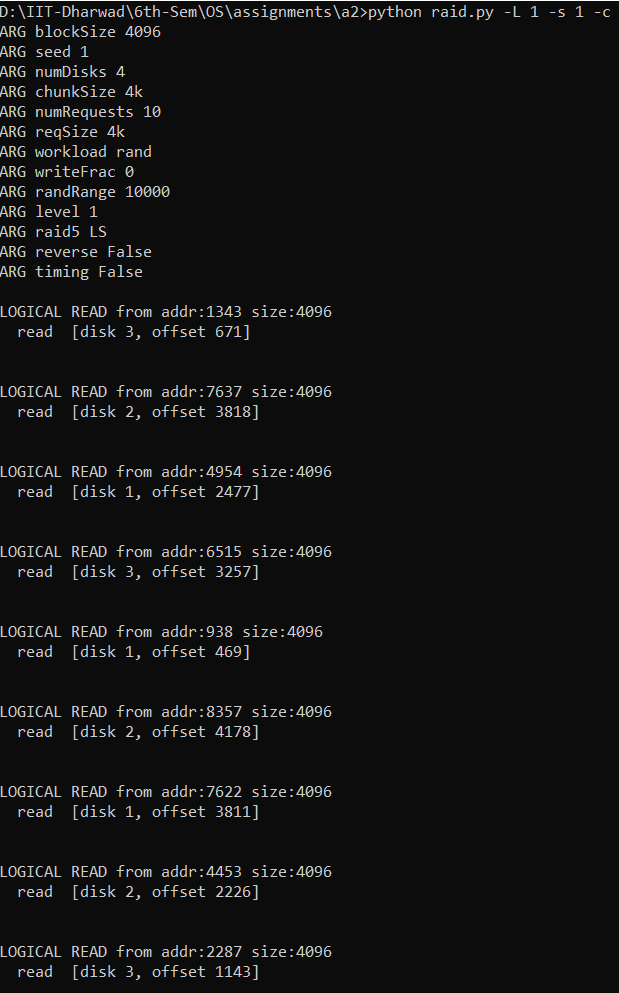 D:\IIT-Dharwad\6th-Sem\OS\assignments\a2>python raid.py -L 1 -s 1 -c
ARG blockSize 4096
ARG seed 1
ARG numDisks 4
ARG chunkSize 4k
ARG numRequests 10
ARG reqSize 4k
ARG workload rand
ARG writeFrac 0
ARG randRange 10000
ARG level 1
ARG raid5 LS
ARG reverse False
ARG timing False
LOGICAL READ from addr:1343 size:4096
read [disk 3, offset 671]
LOGICAL READ from addr:7637 size:4096
read [disk 2, offset 3818]
LOGICAL READ from addr:4954 size:4096
read [disk 1, offset 2477]
LOGICAL READ from addr:6515 size:4096
read [disk 3, offset 3257]
LOGICAL READ from addr:938 size:4096
read [disk 1, offset 469]
LOGICAL READ from addr:8357 size:4096
read [disk 2, offset 4178]
LOGICAL READ from addr:7622 size:4096
read [disk 1, offset 3811]
LOGICAL READ from addr:4453 size:4096
read [disk 2, offset 2226]
LOGICAL READ from addr:2287 size:4096
read [disk 3, offset 1143]